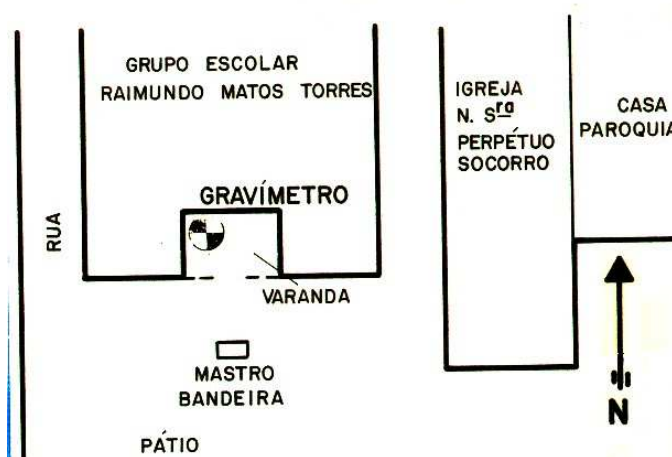 GRUPO ESCOLAR
RAIMUNDO MATOS TORRES
IGREJA
N. Sra
PERPÉTUO
SOCORRO
CASA
PAROQUIA
GRAVÍMETRO
RUA
VARANDA
MASTRO
BANDEIRA
N
PÁTIO